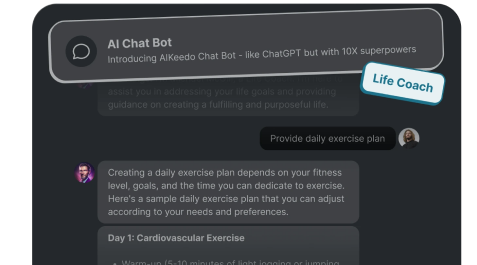 AI Chat Bot
Introducing AIKeedo Chat Bot - like ChatGPT but with 10X superpowers
Life Coach
assist you in addressing your life goals and providing
guidance on creating a fulfilling and purposeful life.
Provide daily exercise plan
Creating a daily exercise plan depends on your fitness
level, goals, and the time you can dedicate to exercise.
Here's a sample daily exercise plan that you can adjust
according to your needs and preferences.
Day 1: Cardiovascular Exercise
• Warm-up (5-10 minutes of light jogging or jumping